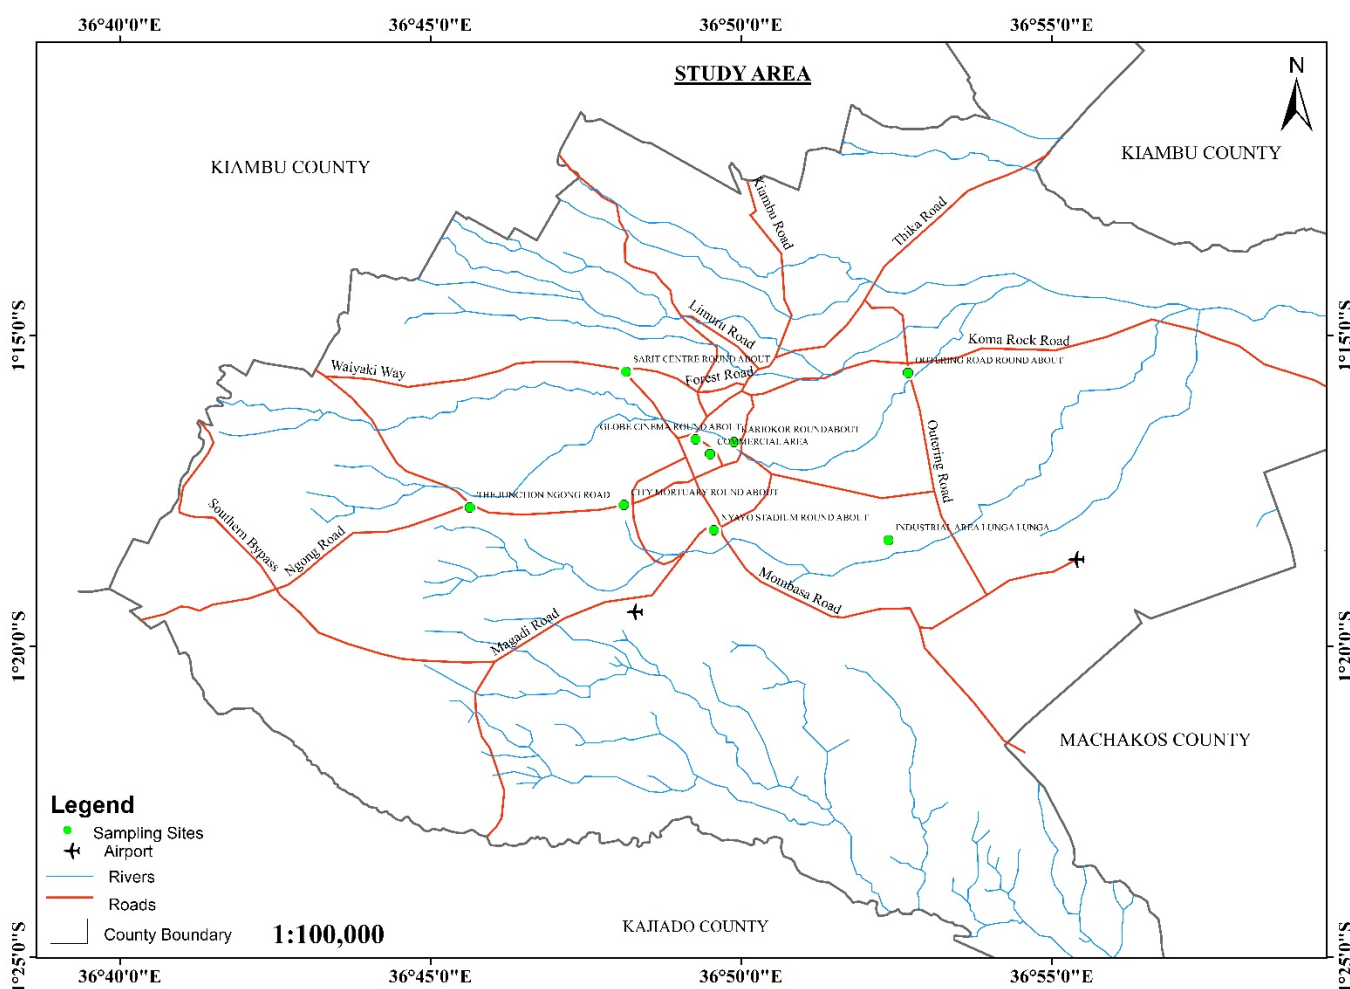 36°40'0"E 36°45'0"E 36°50'0"E 36°55'0"E
STUDY AREA
N
KIAMBU COUNTY
KIAMBU COUNTY
Kiambu Road
Thika Road
1°15'0"S
1°15'0"S
Limuru Road
Koma Rock Road
SARIT CENTRE ROUND ABOUT
OUTERING ROAD ROUND ABOUT
Waiyaki Way
Forest Road
GLOBE CINEMA ROUND ABOUT
KARIOKOR ROUNDABOUT
COMMERCIAL AREA
Outering Road
THE JUNCTION NGONG ROAD
CITY MORTUARY ROUND ABOUT
NYAYO STADIUM ROUND ABOUT
INDUSTRIAL AREA LUNGA LUNGA
Southern Bypass
Ngong Road
Mombasa Road
Magadi Road
1°20'0"S
1°20'0"S
MACHAKOS COUNTY
Legend
Sampling Sites
Airport
Rivers
Roads
County Boundary
1:100,000
KAJIADO COUNTY
1°25'0"S
1°25'0"S
36°40'0"E 36°45'0"E 36°50'0"E 36°55'0"E